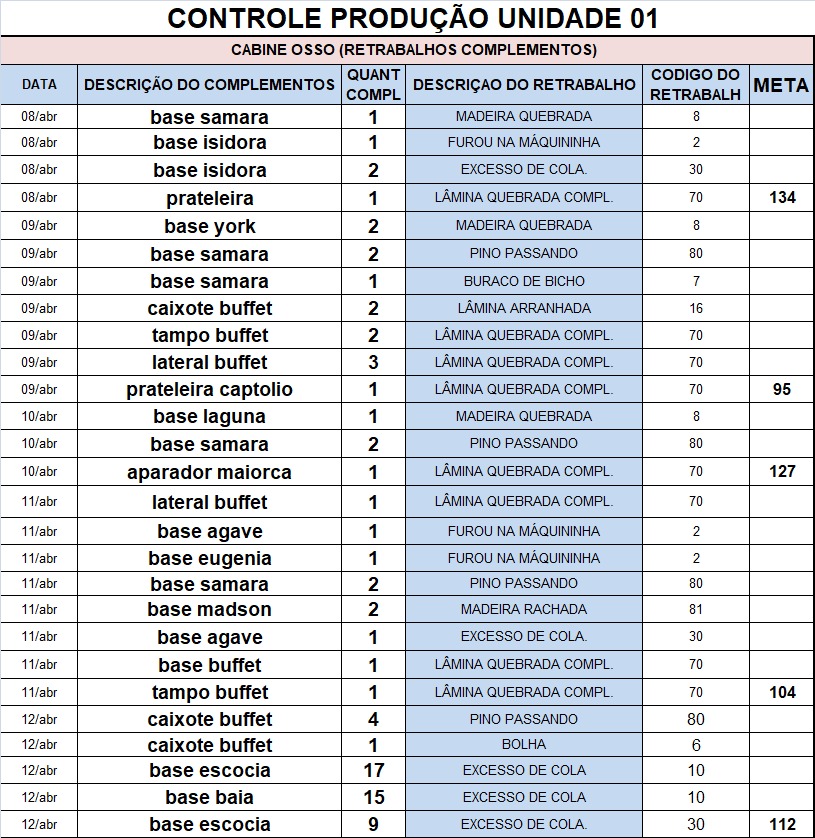 CONTROLE PRODUÇÃO UNIDADE 01
CABINE OSSO (RETRABALHOS COMPLEMENTOS)
DATA DESCRIÇÃO DO COMPLEMENTOS QUANT COMPL DESCRIÇAO DO RETRABALHO CODIGO DO RETRABALH META
08/abr base samara 1 MADEIRA QUEBRADA 8
08/abr base isidora 1 FUROU NA MÁQUININHA 2
08/abr base isidora 2 EXCESSO DE COLA. 30
08/abr prateleira 1 LÂMINA QUEBRADA COMPL. 70 134
09/abr base york 2 MADEIRA QUEBRADA 8
09/abr base samara 2 PINO PASSANDO 80
09/abr base samara 1 BURACO DE BICHO 7
09/abr caixote buffet 2 LÂMINA ARRANHADA 16
09/abr tampo buffet 2 LÂMINA QUEBRADA COMPL. 70
09/abr lateral buffet 3 LÂMINA QUEBRADA COMPL. 70
09/abr prateleira captolio 1 LÂMINA QUEBRADA COMPL. 70 95
10/abr base laguna 1 MADEIRA QUEBRADA 8
10/abr base samara 2 PINO PASSANDO 80
10/abr aparador maiorca 1 LÂMINA QUEBRADA COMPL. 70 127
11/abr lateral buffet 1 LÂMINA QUEBRADA COMPL. 70
11/abr base agave 1 FUROU NA MÁQUININHA 2
11/abr base eugenia 1 FUROU NA MÁQUININHA 2
11/abr base samara 2 PINO PASSANDO 80
11/abr base madson 2 MADEIRA RACHADA 81
11/abr base agave 1 EXCESSO DE COLA. 30
11/abr base buffet 1 LÂMINA QUEBRADA COMPL. 70
11/abr tampo buffet 1 LÂMINA QUEBRADA COMPL. 70 104
12/abr caixote buffet 4 PINO PASSANDO 80
12/abr caixote buffet 1 BOLHA 6
12/abr base escocia 17 EXCESSO DE COLA 10
12/abr base baia 15 EXCESSO DE COLA 10
12/abr base escocia 9 EXCESSO DE COLA 30 112